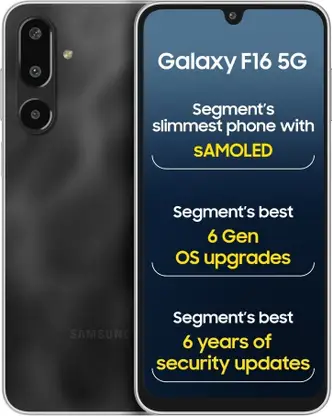 Galaxy F16 5G
Segment's
slimmest phone with
sAMOLED
Segment's best
6 Gen
OS upgrades
Segment's best
6 years of
security updates
SAMSUNG